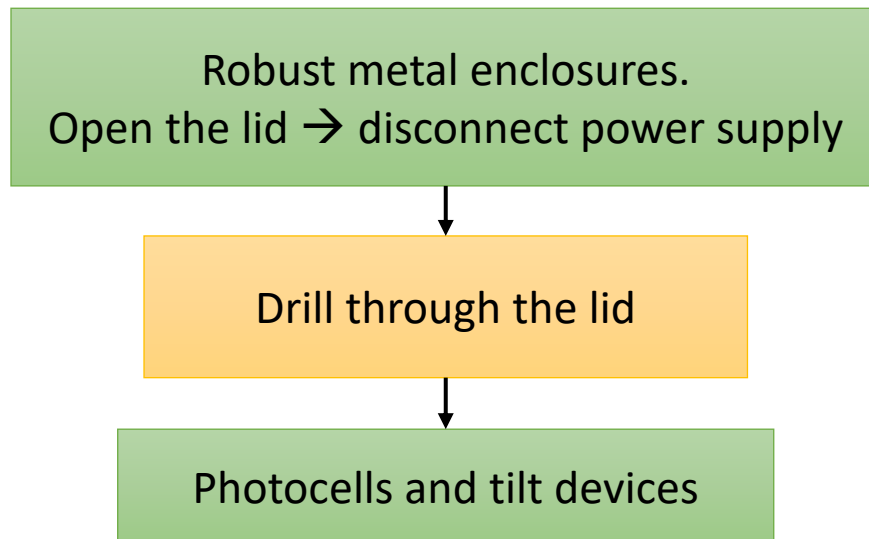 Robust metal enclosures.
Open the lid → disconnect power supply
Drill through the lid
Photocells and tilt devices